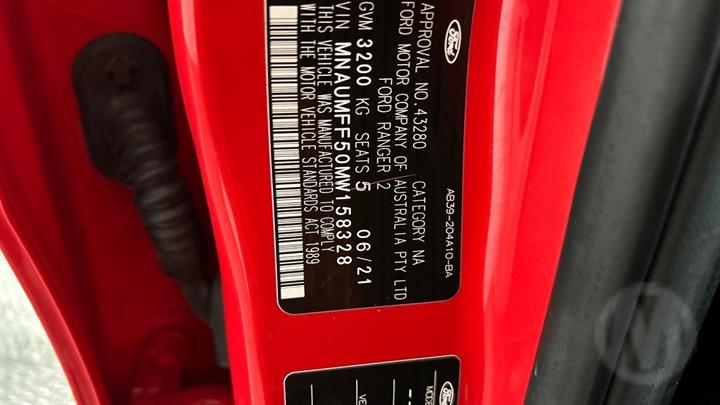 Ford
APPROVAL NO. 43280 CATEGORY NA
FORD MOTOR COMPANY OF AUSTRALIA PTY LTD
FORD RANGER 2
GVM 3200 KG SEATS 5 06/21
VIN MNAUMFF50MW158328
THIS VEHICLE WAS MANUFACTURED TO COMPLY
WITH THE MOTOR VEHICLE STANDARDS ACT 1989
AB39-204A10-BA
Ford